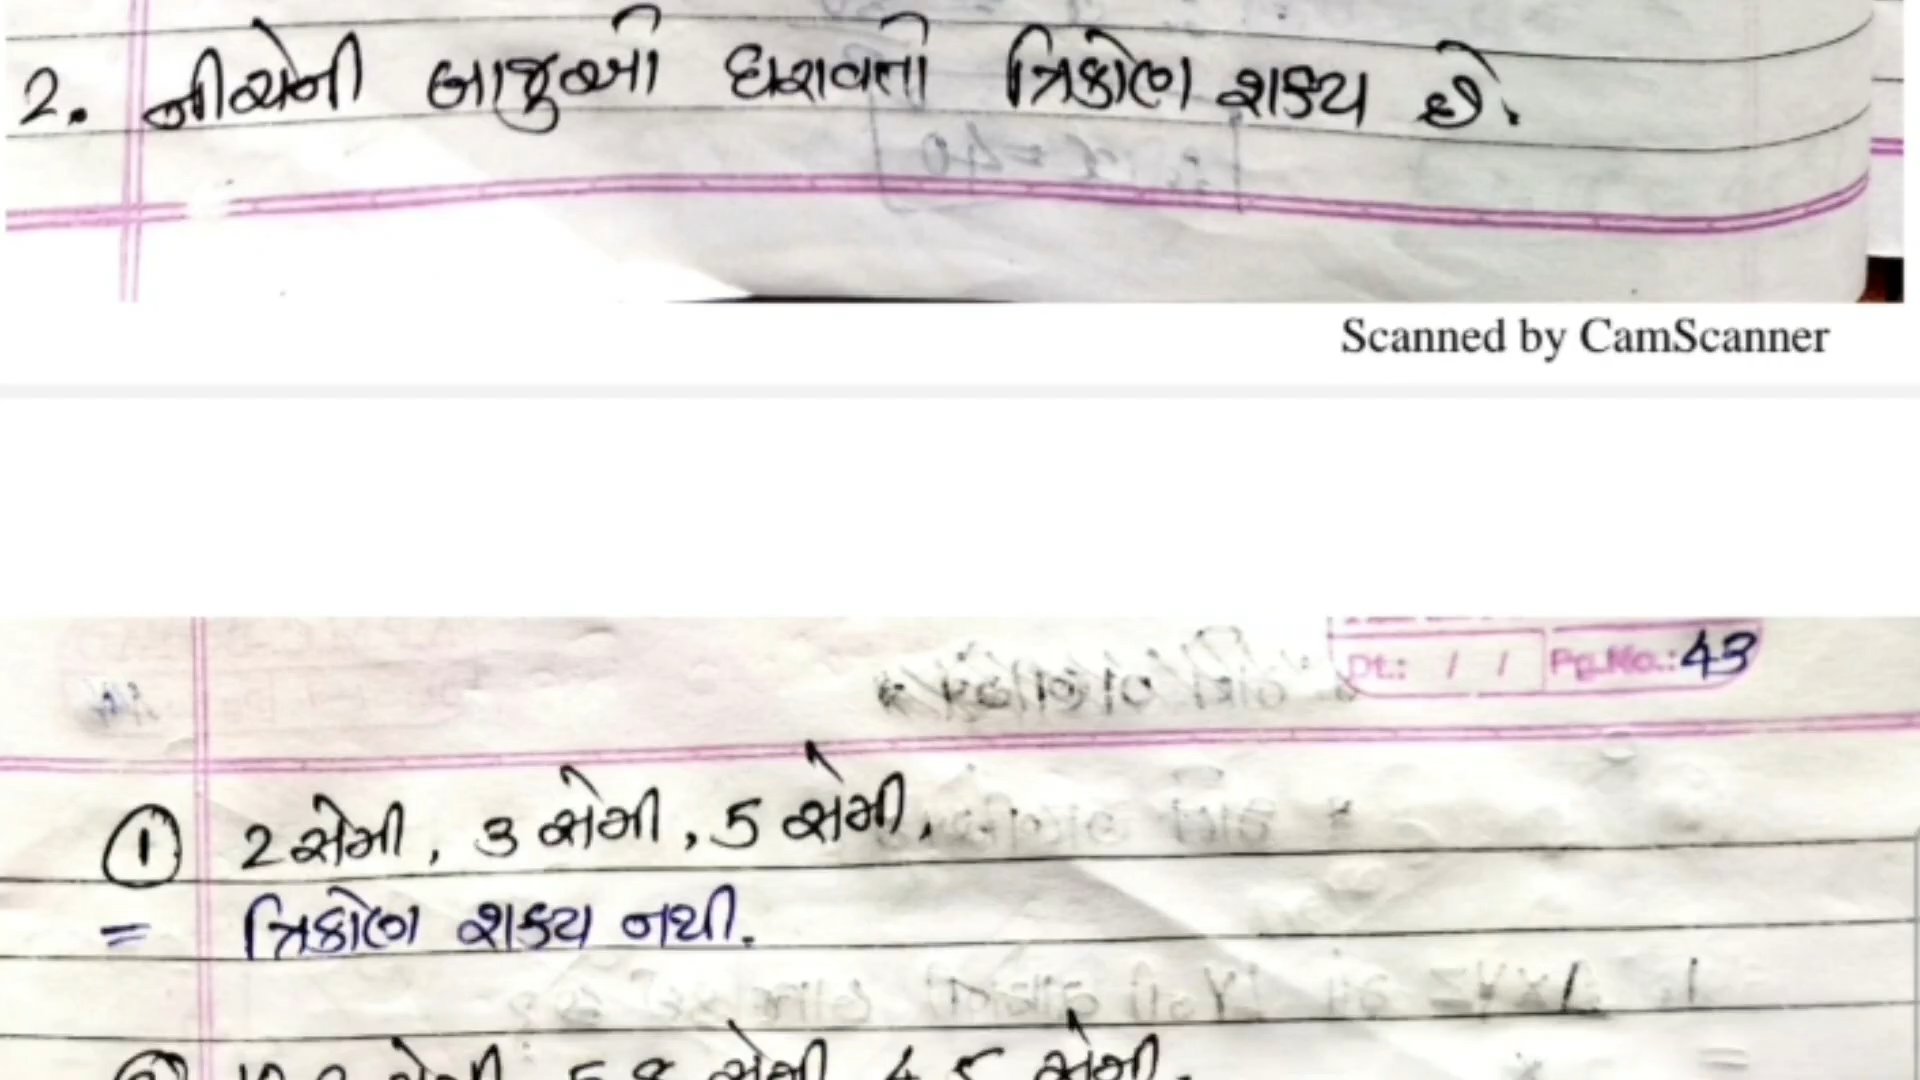 2. નીચેની બાજુઓ ધરાવતો ત્રિકોણ શક્ય છે.
Scanned by CamScanner
Dt.: / / Pg.No.: 43
① 2 સેમી, 3 સેમી, 5 સેમી.
= ત્રિકોણ શક્ય નથી.